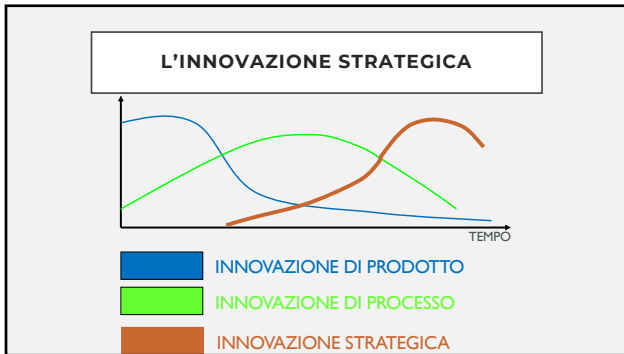 L’INNOVAZIONE STRATEGICA
TEMPO
INNOVAZIONE DI PRODOTTO
INNOVAZIONE DI PROCESSO
INNOVAZIONE STRATEGICA